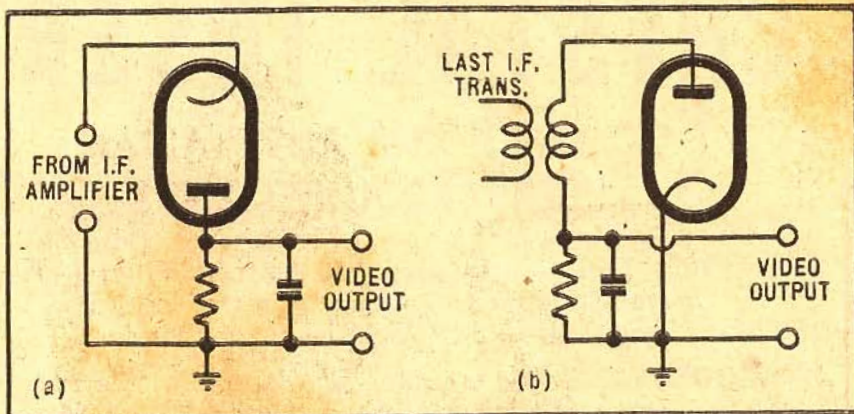 FROM I.F.
AMPLIFIER
VIDEO
OUTPUT
(a)
LAST I.F.
TRANS.
VIDEO
OUTPUT
(b)